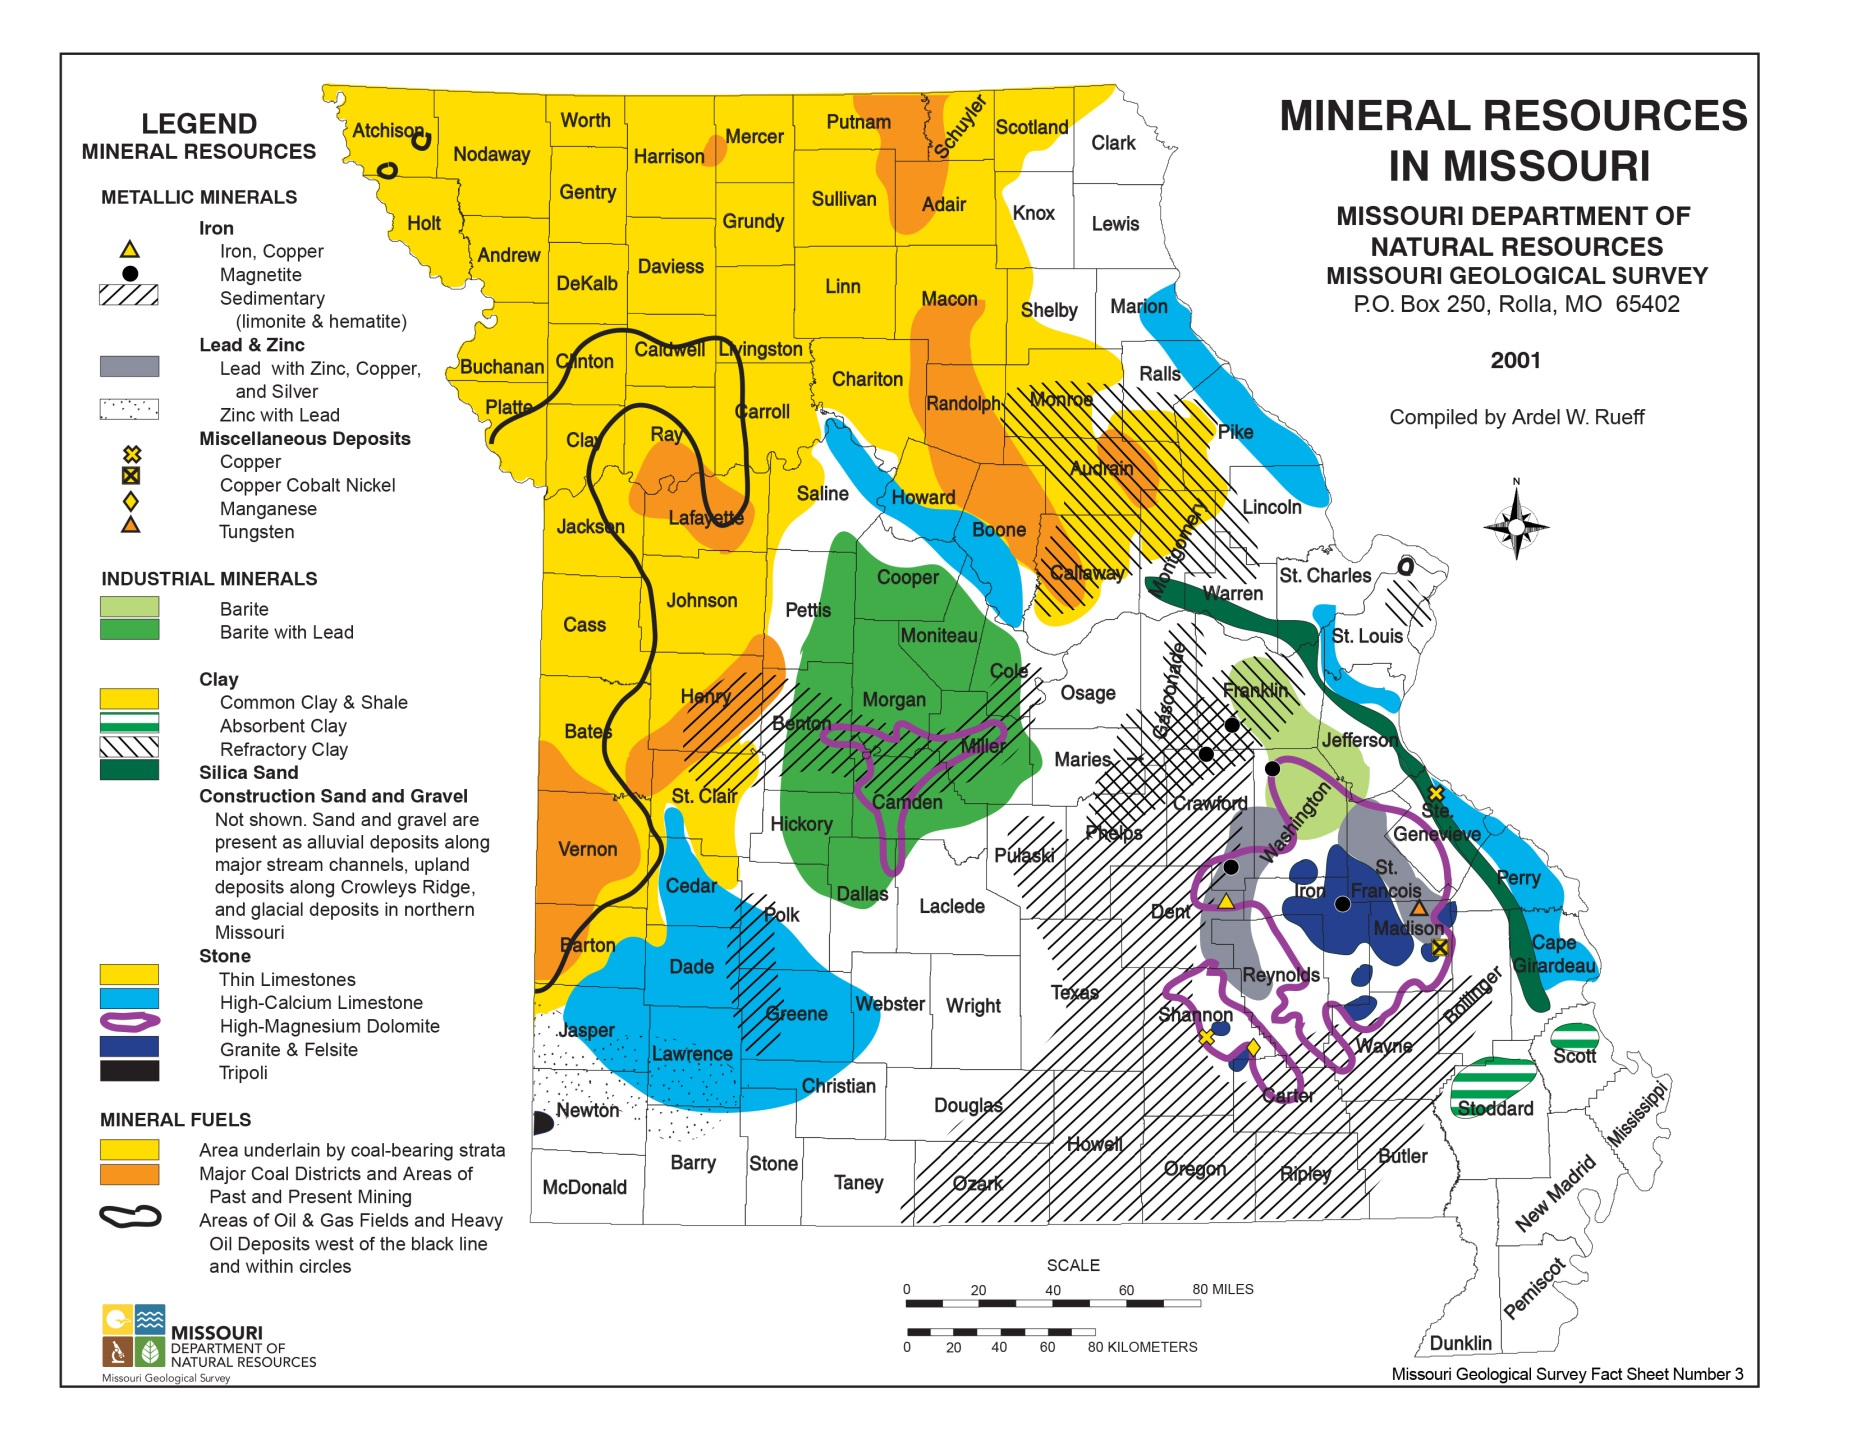 MINERAL RESOURCES
IN MISSOURI
MISSOURI DEPARTMENT OF
NATURAL RESOURCES
MISSOURI GEOLOGICAL SURVEY
P.O. Box 250, Rolla, MO 65402
2001
Compiled by Ardel W. Rueff
LEGEND
MINERAL RESOURCES
METALLIC MINERALS
Iron
Iron, Copper
Magnetite
Sedimentary
(limonite & hematite)
Lead & Zinc
Lead with Zinc, Copper,
and Silver
Zinc with Lead
Miscellaneous Deposits
Copper
Copper Cobalt Nickel
Manganese
Tungsten
INDUSTRIAL MINERALS
Barite
Barite with Lead
Clay
Common Clay & Shale
Absorbent Clay
Refractory Clay
Silica Sand
Construction Sand and Gravel
Not shown. Sand and gravel are
present as alluvial deposits along
major stream channels, upland
deposits along Crowleys Ridge,
and glacial deposits in northern
Missouri
Stone
Thin Limestones
High-Calcium Limestone
High-Magnesium Dolomite
Granite & Felsite
Tripoli
MINERAL FUELS
Area underlain by coal-bearing strata
Major Coal Districts and Areas of
Past and Present Mining
Areas of Oil & Gas Fields and Heavy
Oil Deposits west of the black line
and within circles
MISSOURI
DEPARTMENT OF
NATURAL RESOURCES
Missouri Geological Survey
Atchison
Nodaway
Worth
Harrison
Mercer
Putnam
Schuyler
Scotland
Clark
Holt
Gentry
Grundy
Sullivan
Adair
Knox
Lewis
Andrew
DeKalb
Daviess
Linn
Macon
Shelby
Marion
Buchanan
Clinton
Caldwell
Livingston
Chariton
Randolph
Monroe
Ralls
Platte
Clay
Ray
Carroll
Audrain
Pike
Jackson
Lafayette
Saline
Howard
Boone
Callaway
Montgomery
Lincoln
Cass
Johnson
Pettis
Cooper
Moniteau
Cole
Osage
Gasconade
Warren
St. Charles
St. Louis
Franklin
Jefferson
Bates
Henry
Benton
Morgan
Miller
Maries
Crawford
Washington
Ste.
Genevieve
Vernon
St. Clair
Hickory
Camden
Pulaski
Phelps
Dent
Iron
St.
Francois
Madison
Perry
Cape
Girardeau
Barton
Cedar
Polk
Dallas
Laclede
Texas
Reynolds
Bollinger
Jasper
Dade
Greene
Webster
Wright
Shannon
Wayne
Scott
Stoddard
Mississippi
Newton
Lawrence
Christian
Douglas
Howell
Carter
Butler
McDonald
Barry
Stone
Taney
Ozark
Oregon
Ripley
New Madrid
Pemiscot
Dunklin
N
SCALE
0 20 40 60 80 MILES
0 20 40 60 80 KILOMETERS
Missouri Geological Survey Fact Sheet Number 3